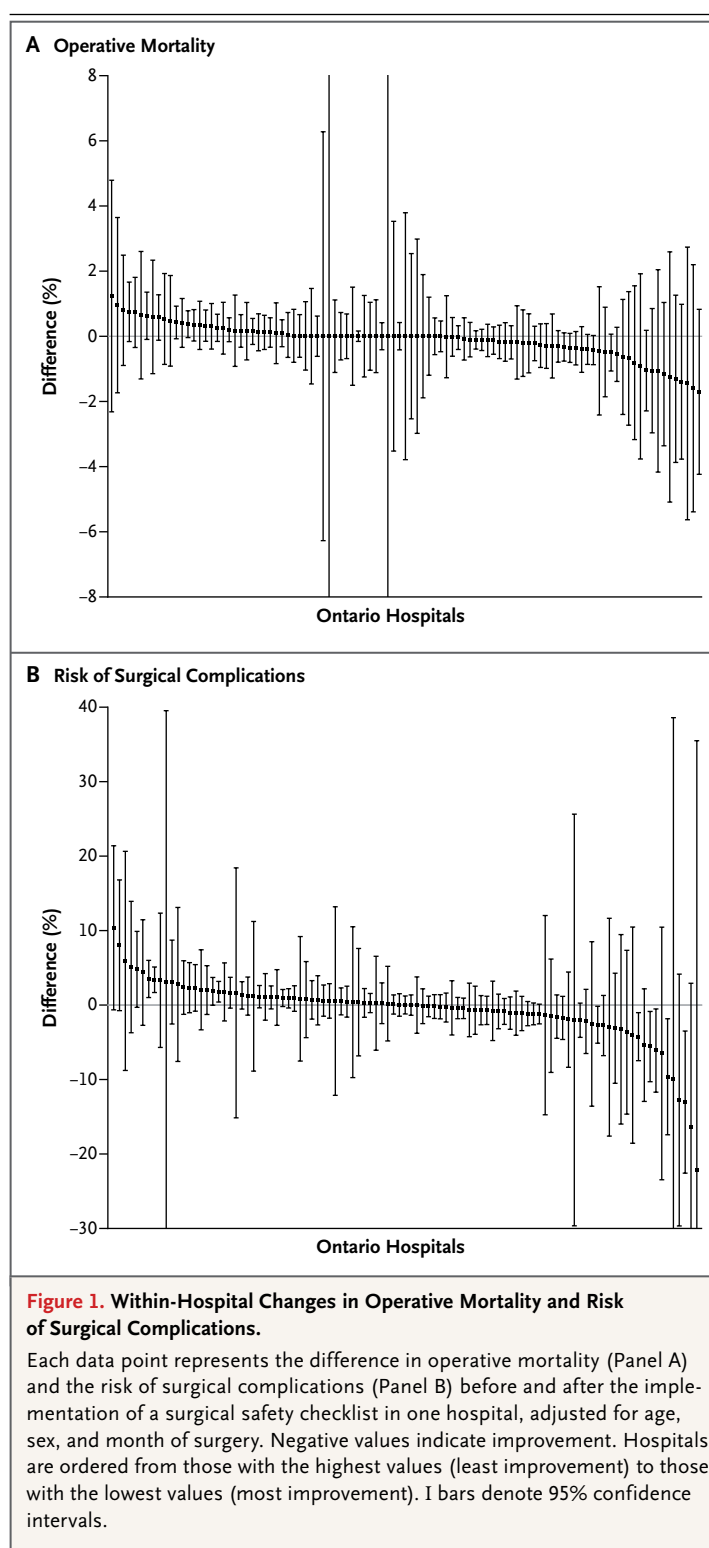 A Operative Mortality
8
6
4
2
0
−2
−4
−6
−8
Difference (%)
Ontario Hospitals
B Risk of Surgical Complications
40
30
20
10
0
−10
−20
−30
Difference (%)
Ontario Hospitals
Figure 1. Within-Hospital Changes in Operative Mortality and Risk
of Surgical Complications.
Each data point represents the difference in operative mortality (Panel A)
and the risk of surgical complications (Panel B) before and after the imple-
mentation of a surgical safety checklist in one hospital, adjusted for age,
sex, and month of surgery. Negative values indicate improvement. Hospitals
are ordered from those with the highest values (least improvement) to those
with the lowest values (most improvement). I bars denote 95% confidence
intervals.